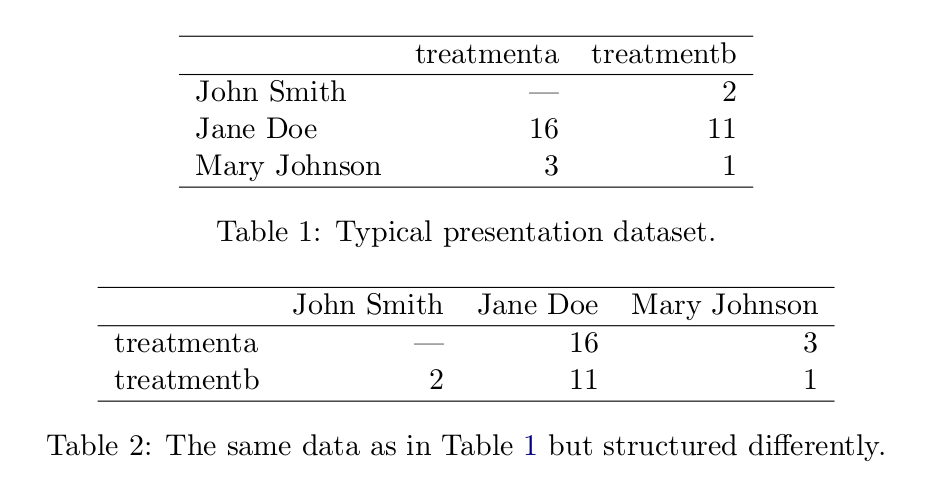 treatmenta treatmentb
John Smith — 2
Jane Doe 16 11
Mary Johnson 3 1
Table 1: Typical presentation dataset.
John Smith Jane Doe Mary Johnson
treatmenta — 16 3
treatmentb 2 11 1
Table 2: The same data as in Table 1 but structured differently.